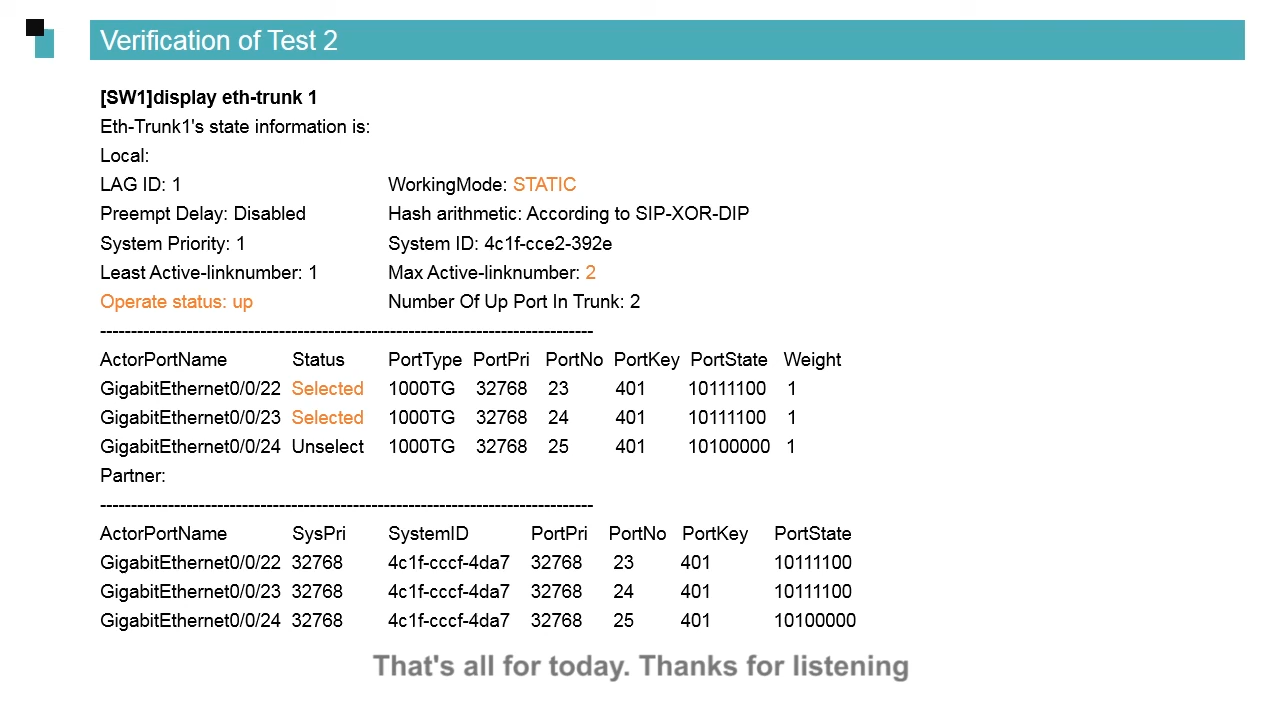 Verification of Test 2
[SW1]display eth-trunk 1
Eth-Trunk1's state information is:
Local:
LAG ID: 1 WorkingMode: STATIC
Preempt Delay: Disabled Hash arithmetic: According to SIP-XOR-DIP
System Priority: 1 System ID: 4c1f-cce2-392e
Least Active-linknumber: 1 Max Active-linknumber: 2
Operate status: up Number Of Up Port In Trunk: 2
--------------------------------------------------------------------------------
ActorPortName Status PortType PortPri PortNo PortKey PortState Weight
GigabitEthernet0/0/22 Selected 1000TG 32768 23 401 10111100 1
GigabitEthernet0/0/23 Selected 1000TG 32768 24 401 10111100 1
GigabitEthernet0/0/24 Unselect 1000TG 32768 25 401 10100000 1
Partner:
--------------------------------------------------------------------------------
ActorPortName SysPri SystemID PortPri PortNo PortKey PortState
GigabitEthernet0/0/22 32768 4c1f-cccf-4da7 32768 23 401 10111100
GigabitEthernet0/0/23 32768 4c1f-cccf-4da7 32768 24 401 10111100
GigabitEthernet0/0/24 32768 4c1f-cccf-4da7 32768 25 401 10100000
That's all for today. Thanks for listening